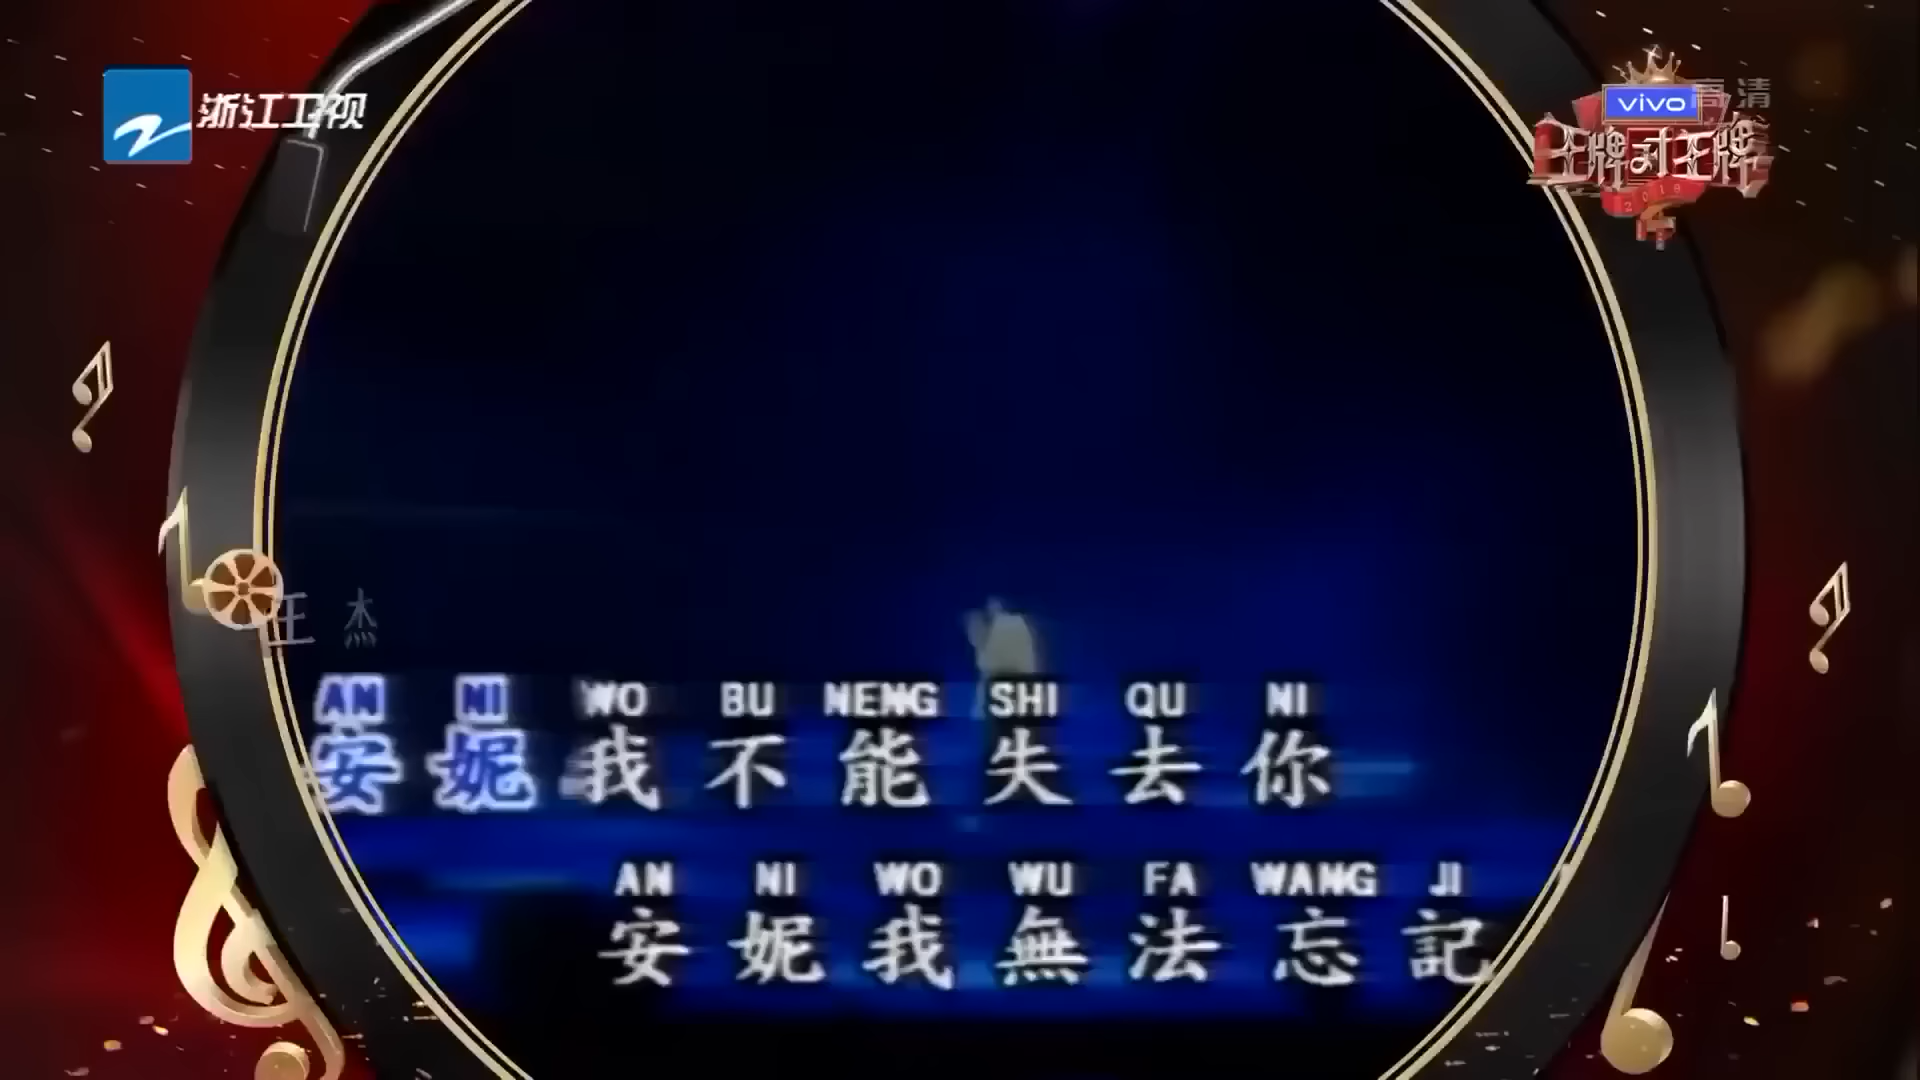 浙江卫视
vivo
高清
王牌对王牌
2018
王杰
AN NI WO BU NENG SHI QU NI
安妮我不能失去你
AN NI WO WU FA WANG JI
安妮我無法忘記